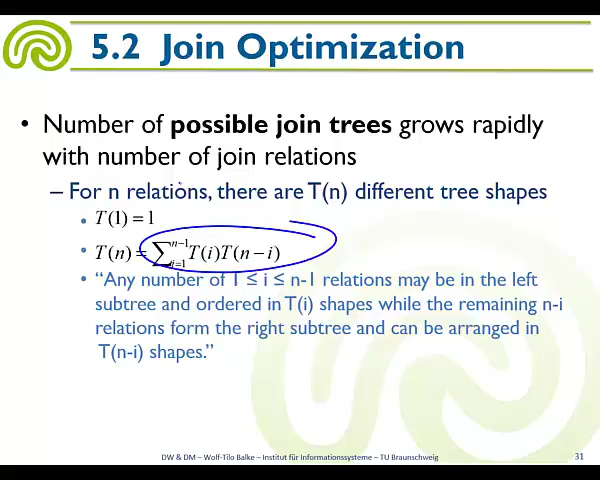 5.2 Join Optimization
• Number of possible join trees grows rapidly
with number of join relations
– For n relations, there are T(n) different tree shapes
• T(1) = 1
• T(n) = ∑_{i=1}^{n−1} T(i)T(n − i)
• “Any number of 1 ≤ i ≤ n-1 relations may be in the left
subtree and ordered in T(i) shapes while the remaining n-i
relations form the right subtree and can be arranged in
T(n-i) shapes.”
DW & DM – Wolf-Tilo Balke – Institut für Informationssysteme – TU Braunschweig
31